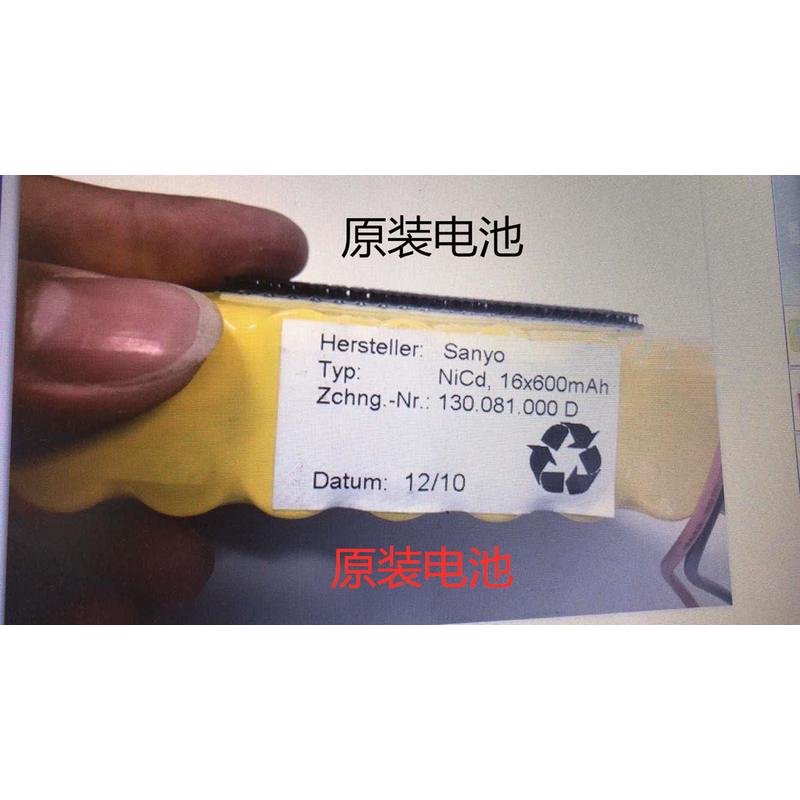 原装电池
Hersteller: Sanyo
Typ: NiCd, 16x600mAh
Zchng.-Nr.: 130.081.000 D
Datum: 12/10
原装电池